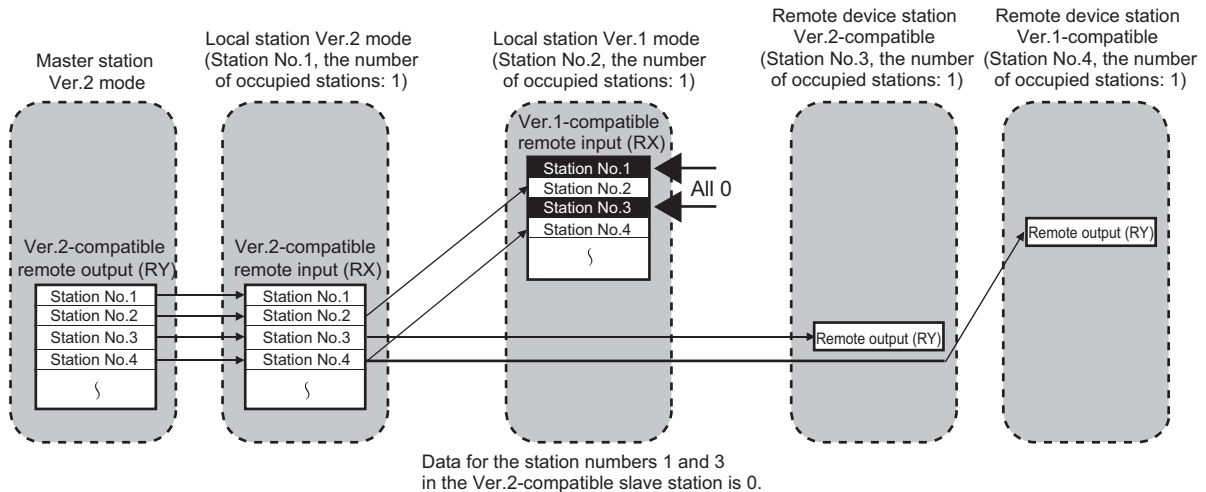 Master station
Ver.2 mode
Local station Ver.2 mode
(Station No.1, the number
of occupied stations: 1)
Local station Ver.1 mode
(Station No.2, the number
of occupied stations: 1)
Remote device station
Ver.2-compatible
(Station No.3, the number
of occupied stations: 1)
Remote device station
Ver.1-compatible
(Station No.4, the number
of occupied stations: 1)
Ver.2-compatible
remote output (RY)
Station No.1
Station No.2
Station No.3
Station No.4
Ver.2-compatible
remote input (RX)
Station No.1
Station No.2
Station No.3
Station No.4
Ver.1-compatible
remote input (RX)
Station No.1
Station No.2
Station No.3
Station No.4
All 0
Remote output (RY)
Remote output (RY)
Data for the station numbers 1 and 3
in the Ver.2-compatible slave station is 0.